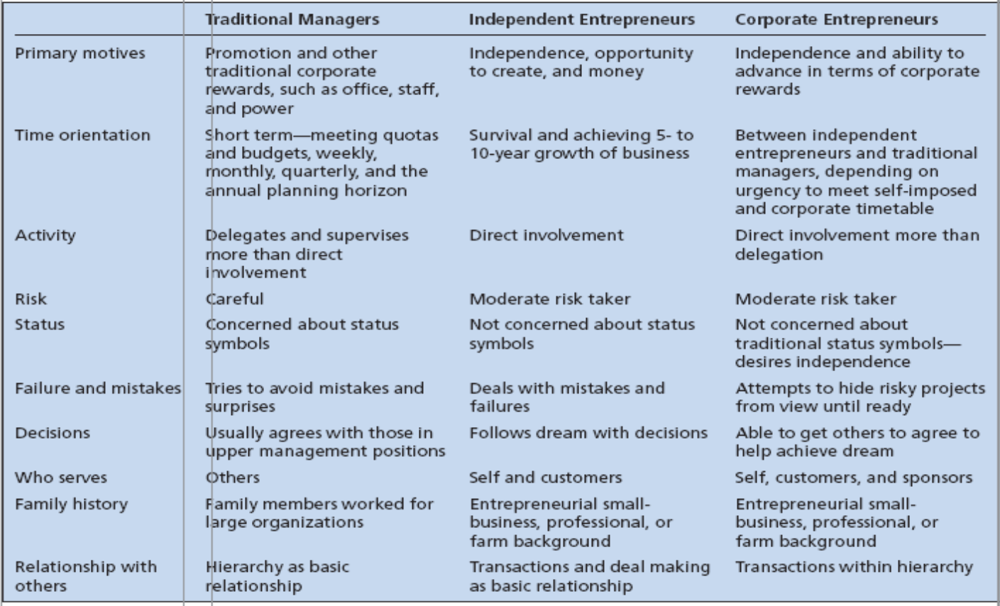 Traditional Managers Independent Entrepreneurs Corporate Entrepreneurs
Primary motives Promotion and other Independence, opportunity Independence and ability to
traditional corporate to create, and money advance in terms of corporate
rewards, such as office, staff, rewards
and power
Time orientation Short term—meeting quotas Survival and achieving 5- to Between independent
and budgets, weekly, 10-year growth of business entrepreneurs and traditional
monthly, quarterly, and the managers, depending on
annual planning horizon urgency to meet self-imposed
and corporate timetable
Activity Delegates and supervises Direct involvement Direct involvement more than
more than direct delegation
involvement
Risk Careful Moderate risk taker Moderate risk taker
Status Concerned about status Not concerned about status Not concerned about
symbols symbols traditional status symbols—
desires independence
Failure and mistakes Tries to avoid mistakes and Deals with mistakes and Attempts to hide risky projects
surprises failures from view until ready
Decisions Usually agrees with those in Follows dream with decisions Able to get others to agree to
upper management positions help achieve dream
Who serves Others Self and customers Self, customers, and sponsors
Family history Family members worked for Entrepreneurial small- Entrepreneurial small-
large organizations business, professional, or business, professional, or
farm background farm background
Relationship with Hierarchy as basic Transactions and deal making Transactions within hierarchy
others relationship as basic relationship